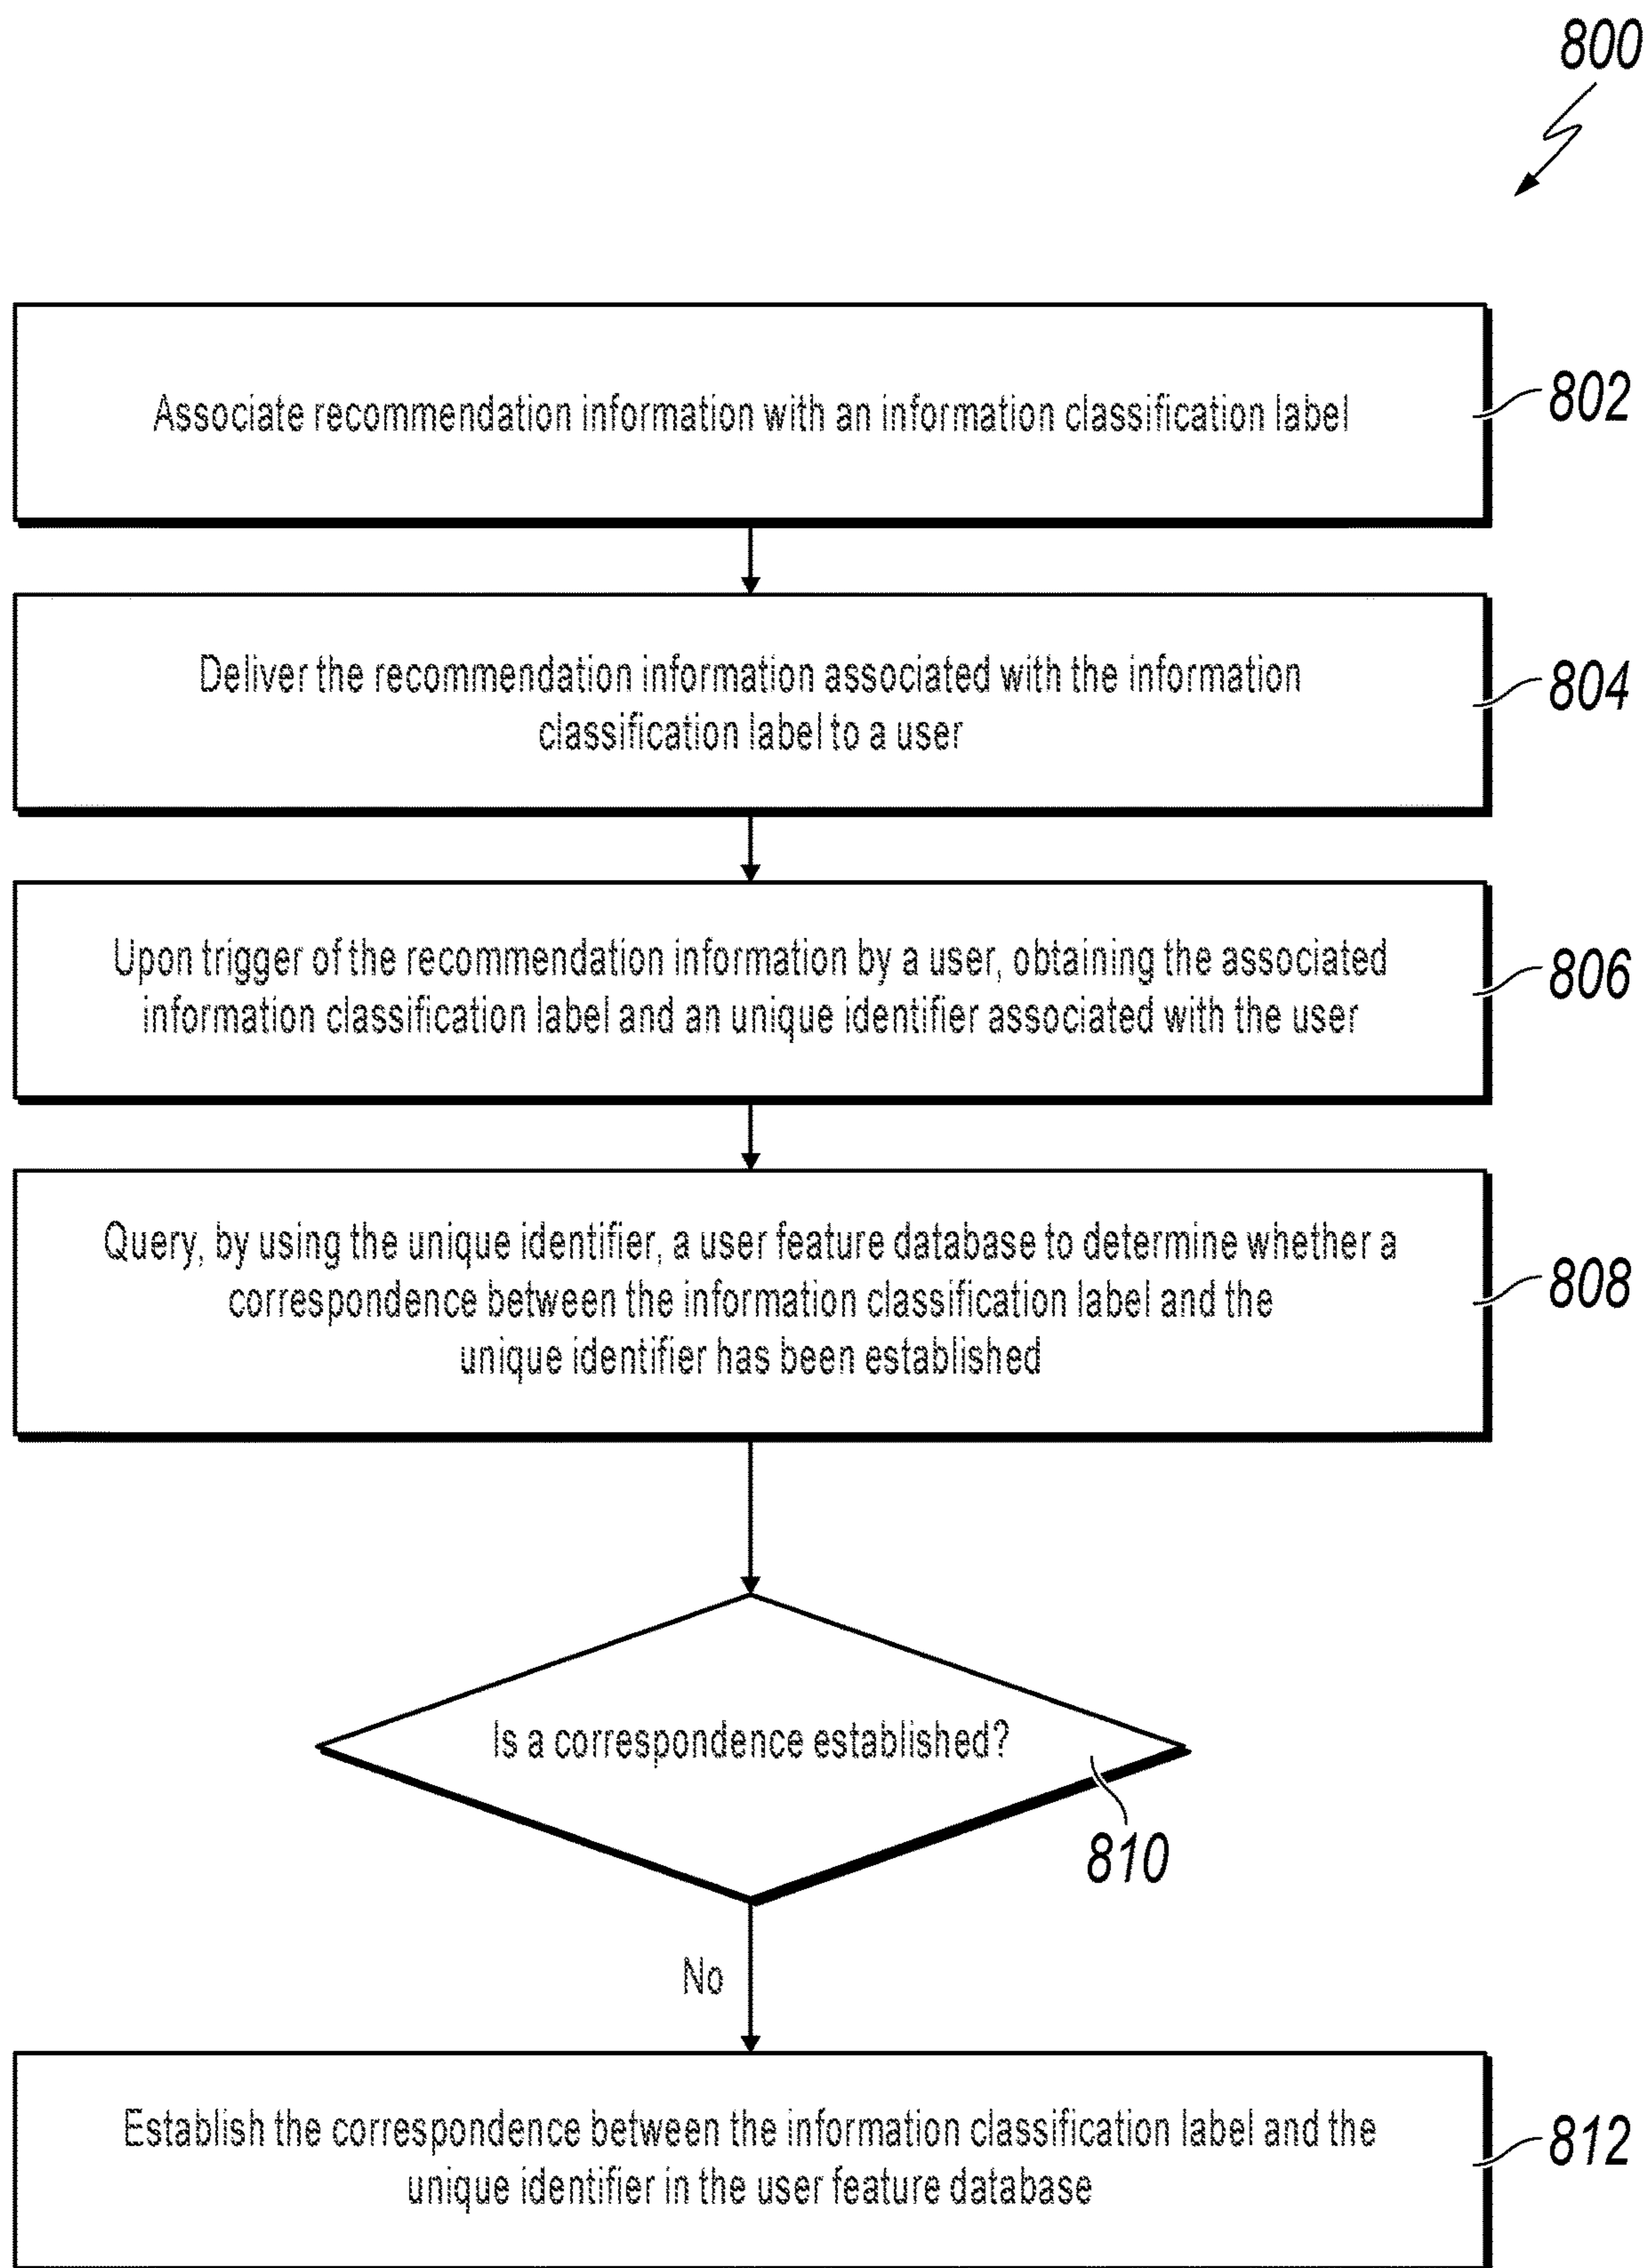 800
Associate recommendation information with an information classification label
802
Deliver the recommendation information associated with the information
classification label to a user
804
Upon trigger of the recommendation information by a user, obtaining the associated
information classification label and an unique identifier associated with the user
806
Query, by using the unique identifier, a user feature database to determine whether a
correspondence between the information classification label and the
unique identifier has been established
808
Is a correspondence established?
810
No
Establish the correspondence between the information classification label and the
unique identifier in the user feature database
812